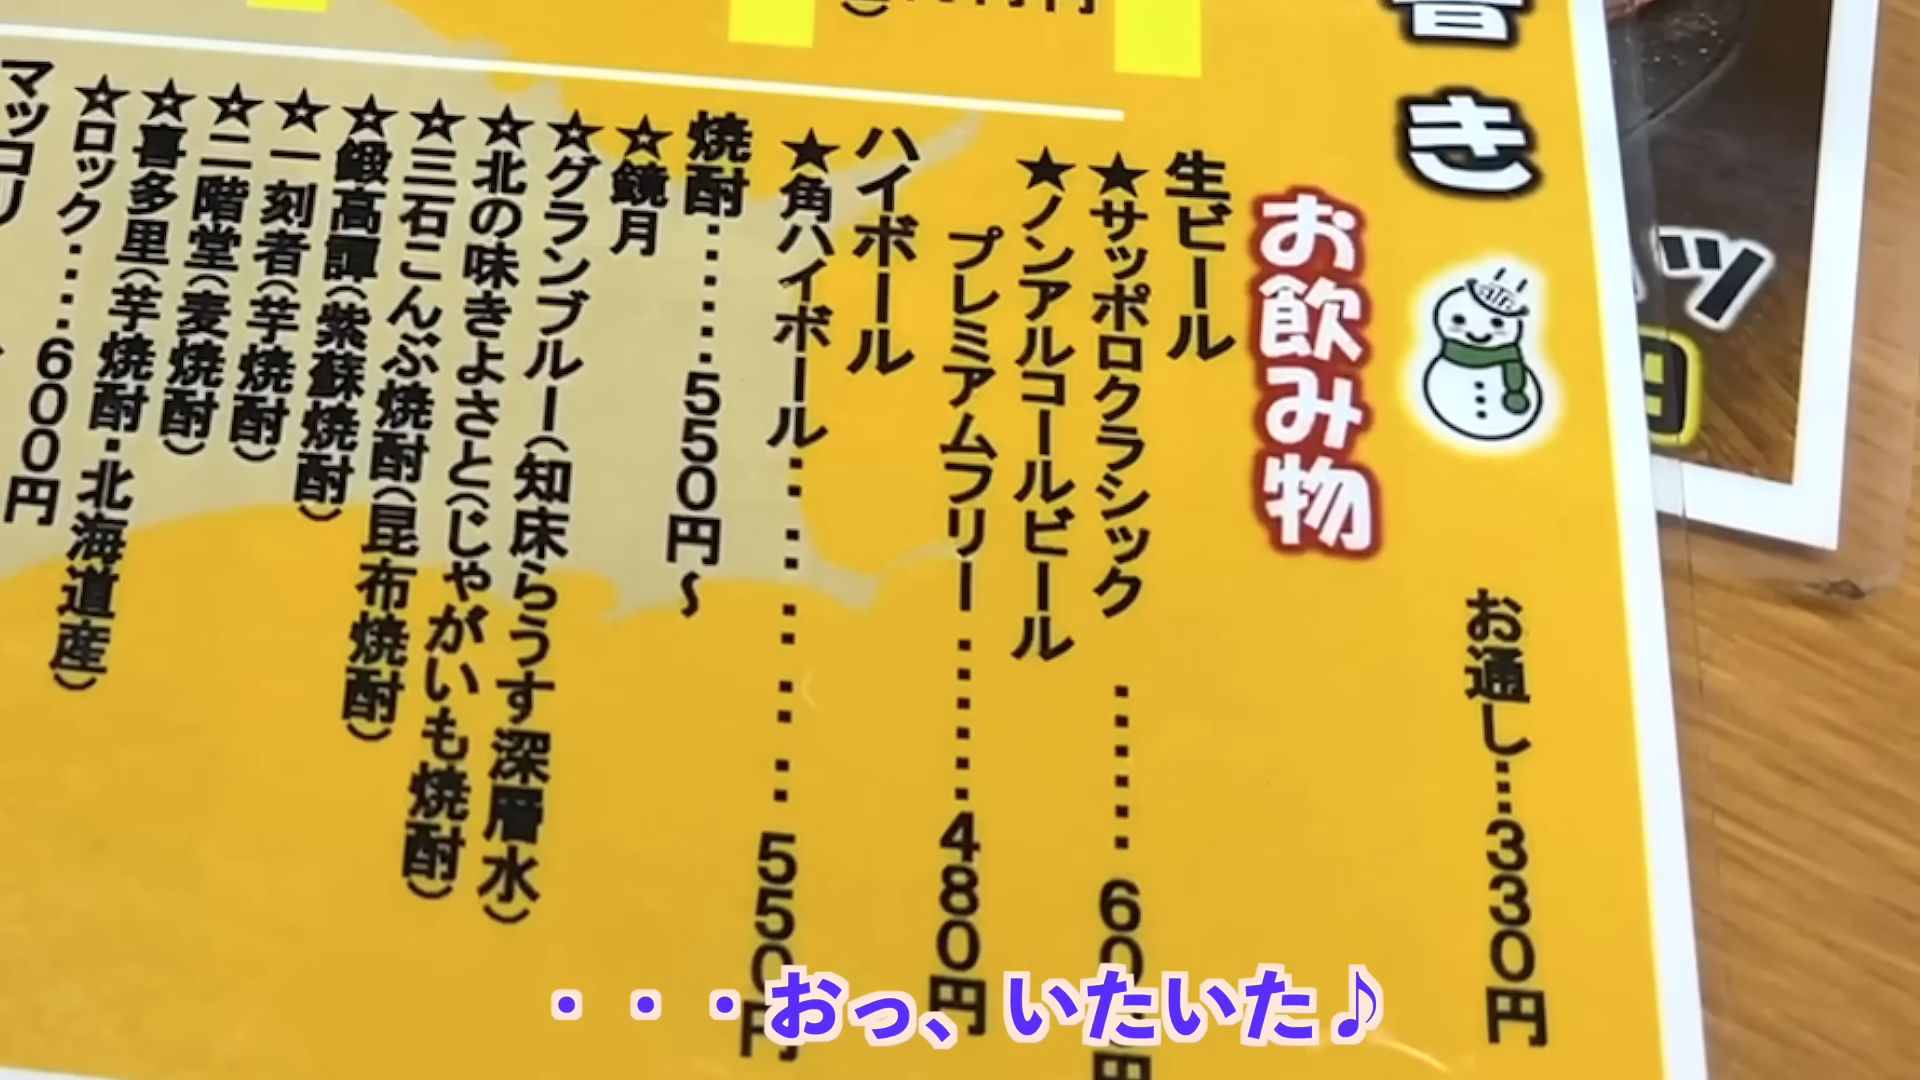 き
お通し…330円
お飲み物
生ビール
★サッポロクラシック ······60
★ノンアルコールビール
プレミアムフリー ······480円
ハイボール
★角ハイボール········550円
焼酎·····550円~
☆鏡月
☆グランブルー(知床らうす深層水)
☆北の味きよさと(じゃがいも焼酎)
☆三石こんぶ焼酎(昆布焼酎)
☆鍛高譚(紫蘇焼酎)
☆一刻者(芋焼酎)
☆二階堂(麦焼酎)
☆喜多里(芋焼酎・北海道産)
☆ロック····600円
マッコリ
ッ
円
・・・おっ、いたいた♪